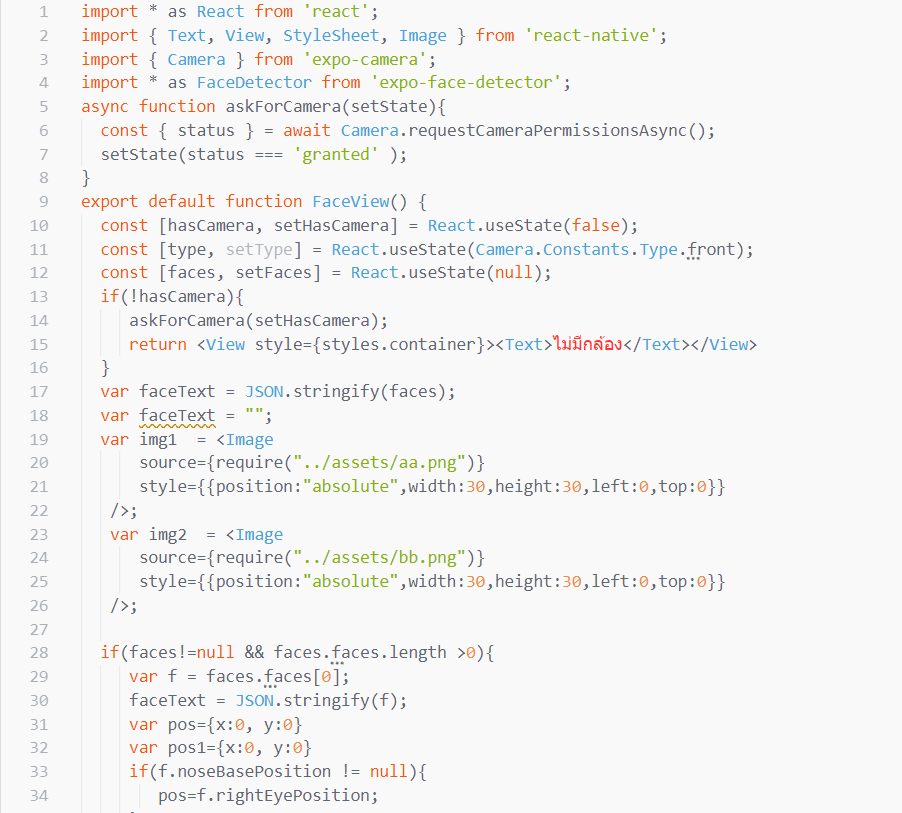 1 import * as React from 'react';
2 import { Text, View, StyleSheet, Image } from 'react-native';
3 import { Camera } from 'expo-camera';
4 import * as FaceDetector from 'expo-face-detector';
5 async function askForCamera(setState){
6 const { status } = await Camera.requestCameraPermissionsAsync();
7 setState(status === 'granted' );
8 }
9 export default function FaceView() {
10 const [hasCamera, setHasCamera] = React.useState(false);
11 const [type, setType] = React.useState(Camera.Constants.Type.front);
12 const [faces, setFaces] = React.useState(null);
13 if(!hasCamera){
14 askForCamera(setHasCamera);
15 return <View style={styles.container}><Text>ไม่มีกล้อง</Text></View>
16 }
17 var faceText = JSON.stringify(faces);
18 var faceText = "";
19 var img1  = <Image
20 source={require("../assets/aa.png")}
21 style={{position:"absolute",width:30,height:30,left:0,top:0}}
22 />;
23 var img2  = <Image
24 source={require("../assets/bb.png")}
25 style={{position:"absolute",width:30,height:30,left:0,top:0}}
26 />;
27
28 if(faces!=null && faces.faces.length >0){
29 var f = faces.faces[0];
30 faceText = JSON.stringify(f);
31 var pos={x:0, y:0}
32 var pos1={x:0, y:0}
33 if(f.noseBasePosition != null){
34 pos=f.rightEyePosition;